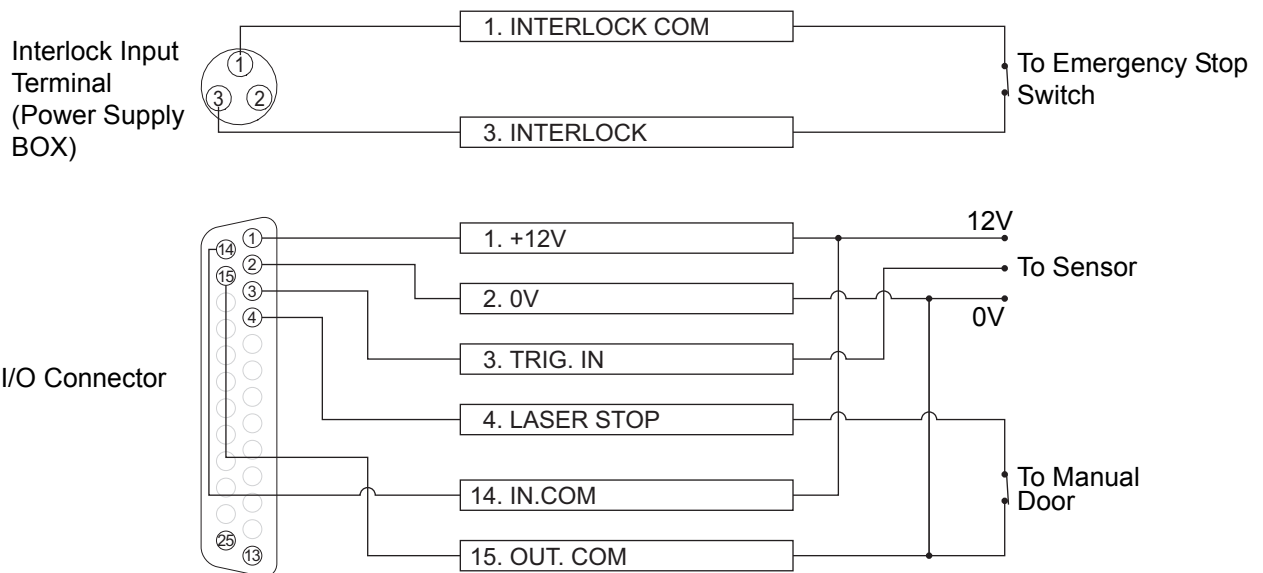 Interlock Input
Terminal
(Power Supply
BOX)
1
3
2
1. INTERLOCK COM
3. INTERLOCK
To Emergency Stop
Switch
I/O Connector
1
14
2
15
3
4
25
13
1. +12V
2. 0V
3. TRIG. IN
4. LASER STOP
14. IN.COM
15. OUT. COM
12V
To Sensor
0V
To Manual
Door